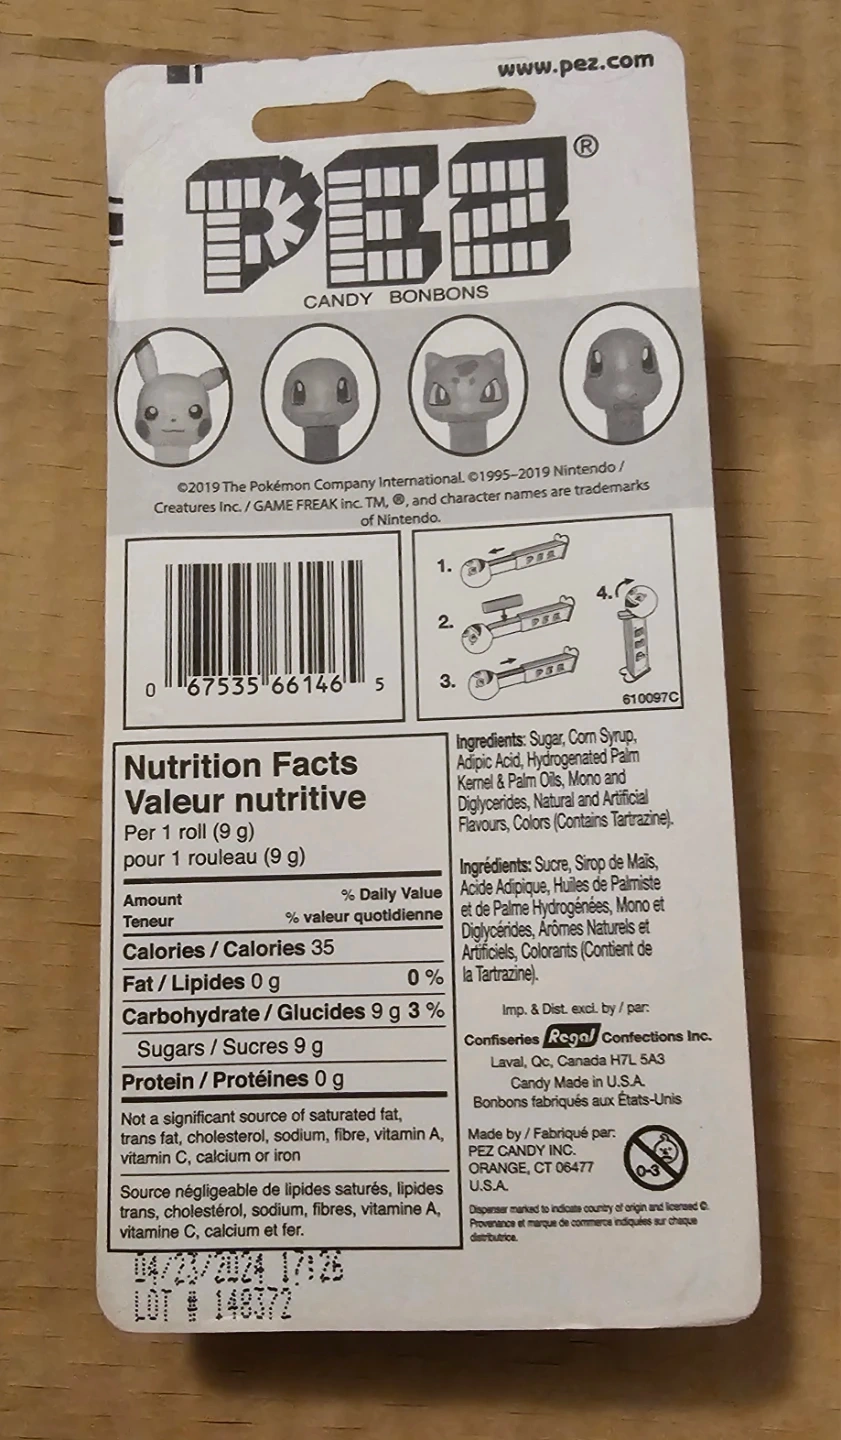 www.pez.com
PEZ®
CANDY BONBONS
©2019 The Pokémon Company International. ©1995–2019 Nintendo /
Creatures Inc. / GAME FREAK inc. TM, ®, and character names are trademarks
of Nintendo.
0 67535 66146 5
1. PEZ
2. PEZ
3. PEZ
4. PEZ
610097C
Nutrition Facts
Valeur nutritive
Per 1 roll (9 g)
pour 1 rouleau (9 g)
Amount % Daily Value
Teneur % valeur quotidienne
Calories / Calories 35
Fat / Lipides 0 g 0 %
Carbohydrate / Glucides 9 g 3 %
Sugars / Sucres 9 g
Protein / Protéines 0 g
Not a significant source of saturated fat,
trans fat, cholesterol, sodium, fibre, vitamin A,
vitamin C, calcium or iron
Source négligeable de lipides saturés, lipides
trans, cholestérol, sodium, fibres, vitamine A,
vitamine C, calcium et fer.
Ingredients: Sugar, Corn Syrup,
Adipic Acid, Hydrogenated Palm
Kernel & Palm Oils, Mono and
Diglycerides, Natural and Artificial
Flavours, Colors (Contains Tartrazine).
Ingrédients: Sucre, Sirop de Maïs,
Acide Adipique, Huiles de Palmiste
et de Palme Hydrogénées, Mono et
Diglycérides, Arômes Naturels et
Artificiels, Colorants (Contient de
la Tartrazine).
Imp. & Dist. excl. by / par:
Confiseries Regal Confections Inc.
Laval, Qc, Canada H7L 5A3
Candy Made in U.S.A.
Bonbons fabriqués aux États-Unis
Made by / Fabriqué par:
PEZ CANDY INC.
ORANGE, CT 06477
U.S.A.
0-3
Dispenser marked to indicate country of origin and licensed ©.
Provenance et marque de commerce indiquées sur chaque
distributrice.
04/23/2024 17:26
LOT # 148372